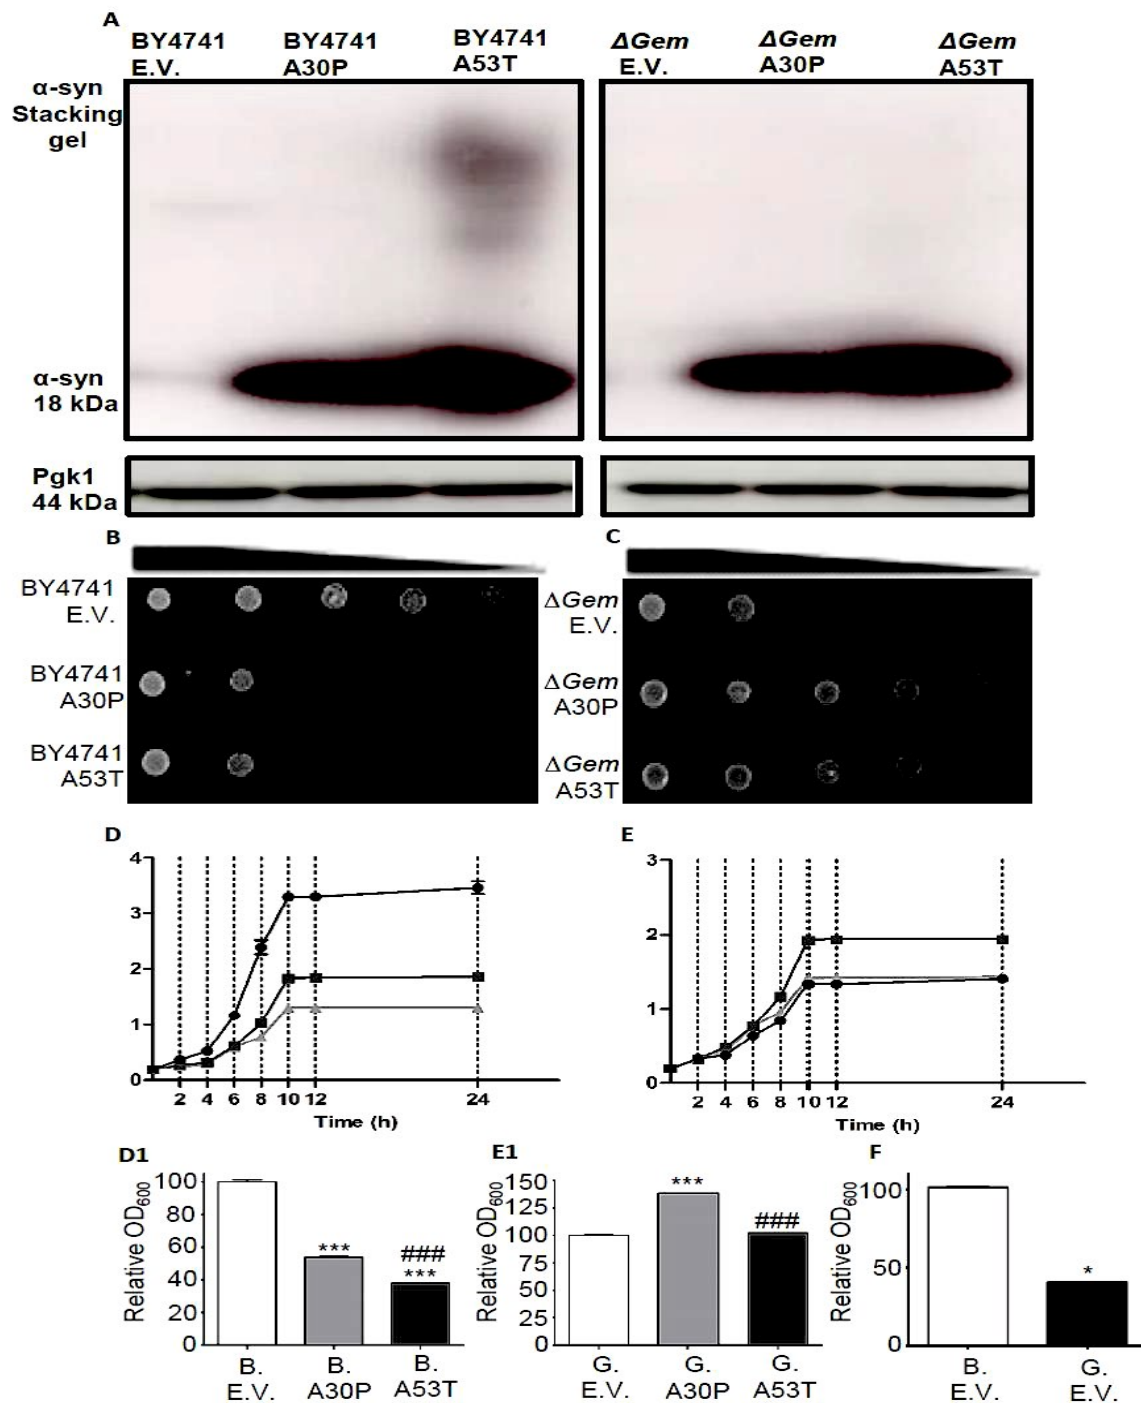 A
BY4741
E.V.
BY4741
A30P
BY4741
A53T
ΔGem
E.V.
ΔGem
A30P
ΔGem
A53T
α-syn
Stacking
gel
α-syn
18 kDa
Pgk1
44 kDa
B
BY4741
E.V.
BY4741
A30P
BY4741
A53T
C
ΔGem
E.V.
ΔGem
A30P
ΔGem
A53T
D
4
3
2
1
0
2 4 6 8 10 12 24
Time (h)
E
3
2
1
0
2 4 6 8 10 12 24
Time (h)
D1
Relative OD600
100
80
60
40
20
0
***
###
***
B.
E.V.
B.
A30P
B.
A53T
E1
Relative OD600
150
125
100
75
50
25
0
***
###
G.
E.V.
G.
A30P
G.
A53T
F
Relative OD600
100
50
0
*
B.
E.V.
G.
E.V.